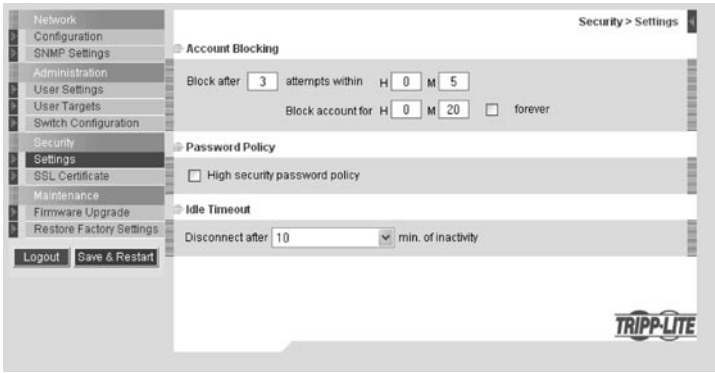 Network
Configuration
SNMP Settings
Administration
User Settings
User Targets
Switch Configuration
Security
Settings
SSL Certificate
Maintenance
Firmware Upgrade
Restore Factory Settings
Logout
Save & Restart
Security > Settings
Account Blocking
Block after 3 attempts within H 0 M 5
Block account for H 0 M 20 forever
Password Policy
High security password policy
Idle Timeout
Disconnect after 10 min. of inactivity
TRIPP-LITE